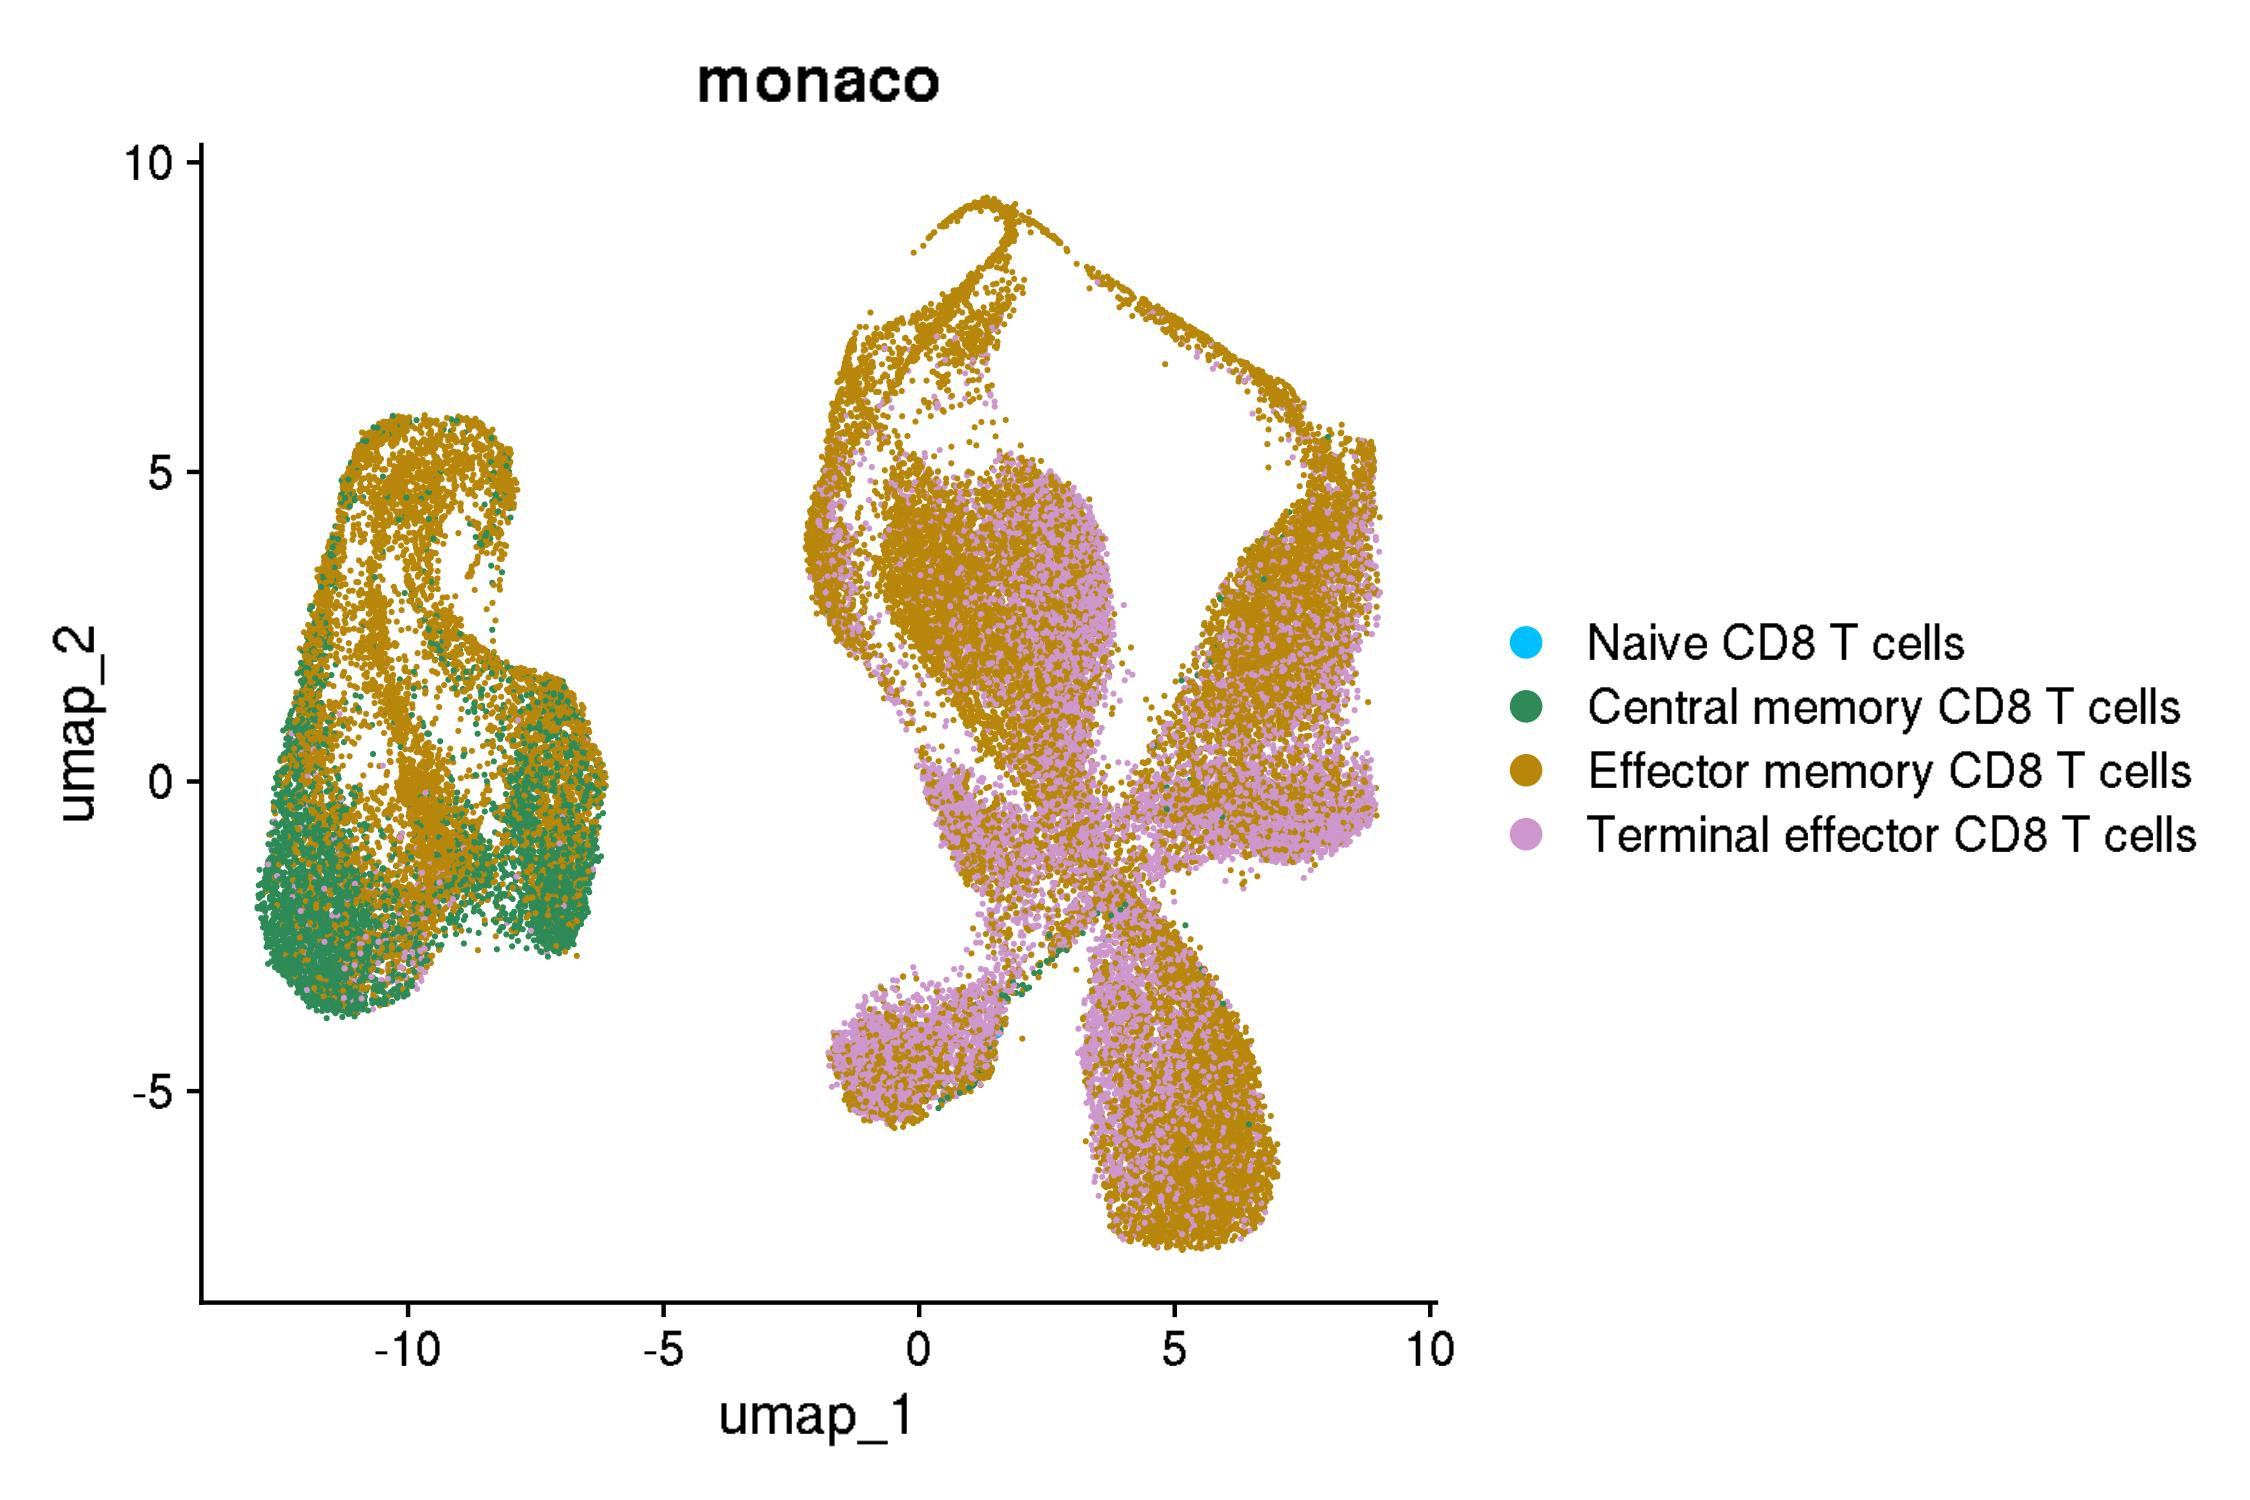 monaco
10
5
0
-5
umap_2
-10
-5
0
5
10
umap_1
Naive CD8 T cells
Central memory CD8 T cells
Effector memory CD8 T cells
Terminal effector CD8 T cells